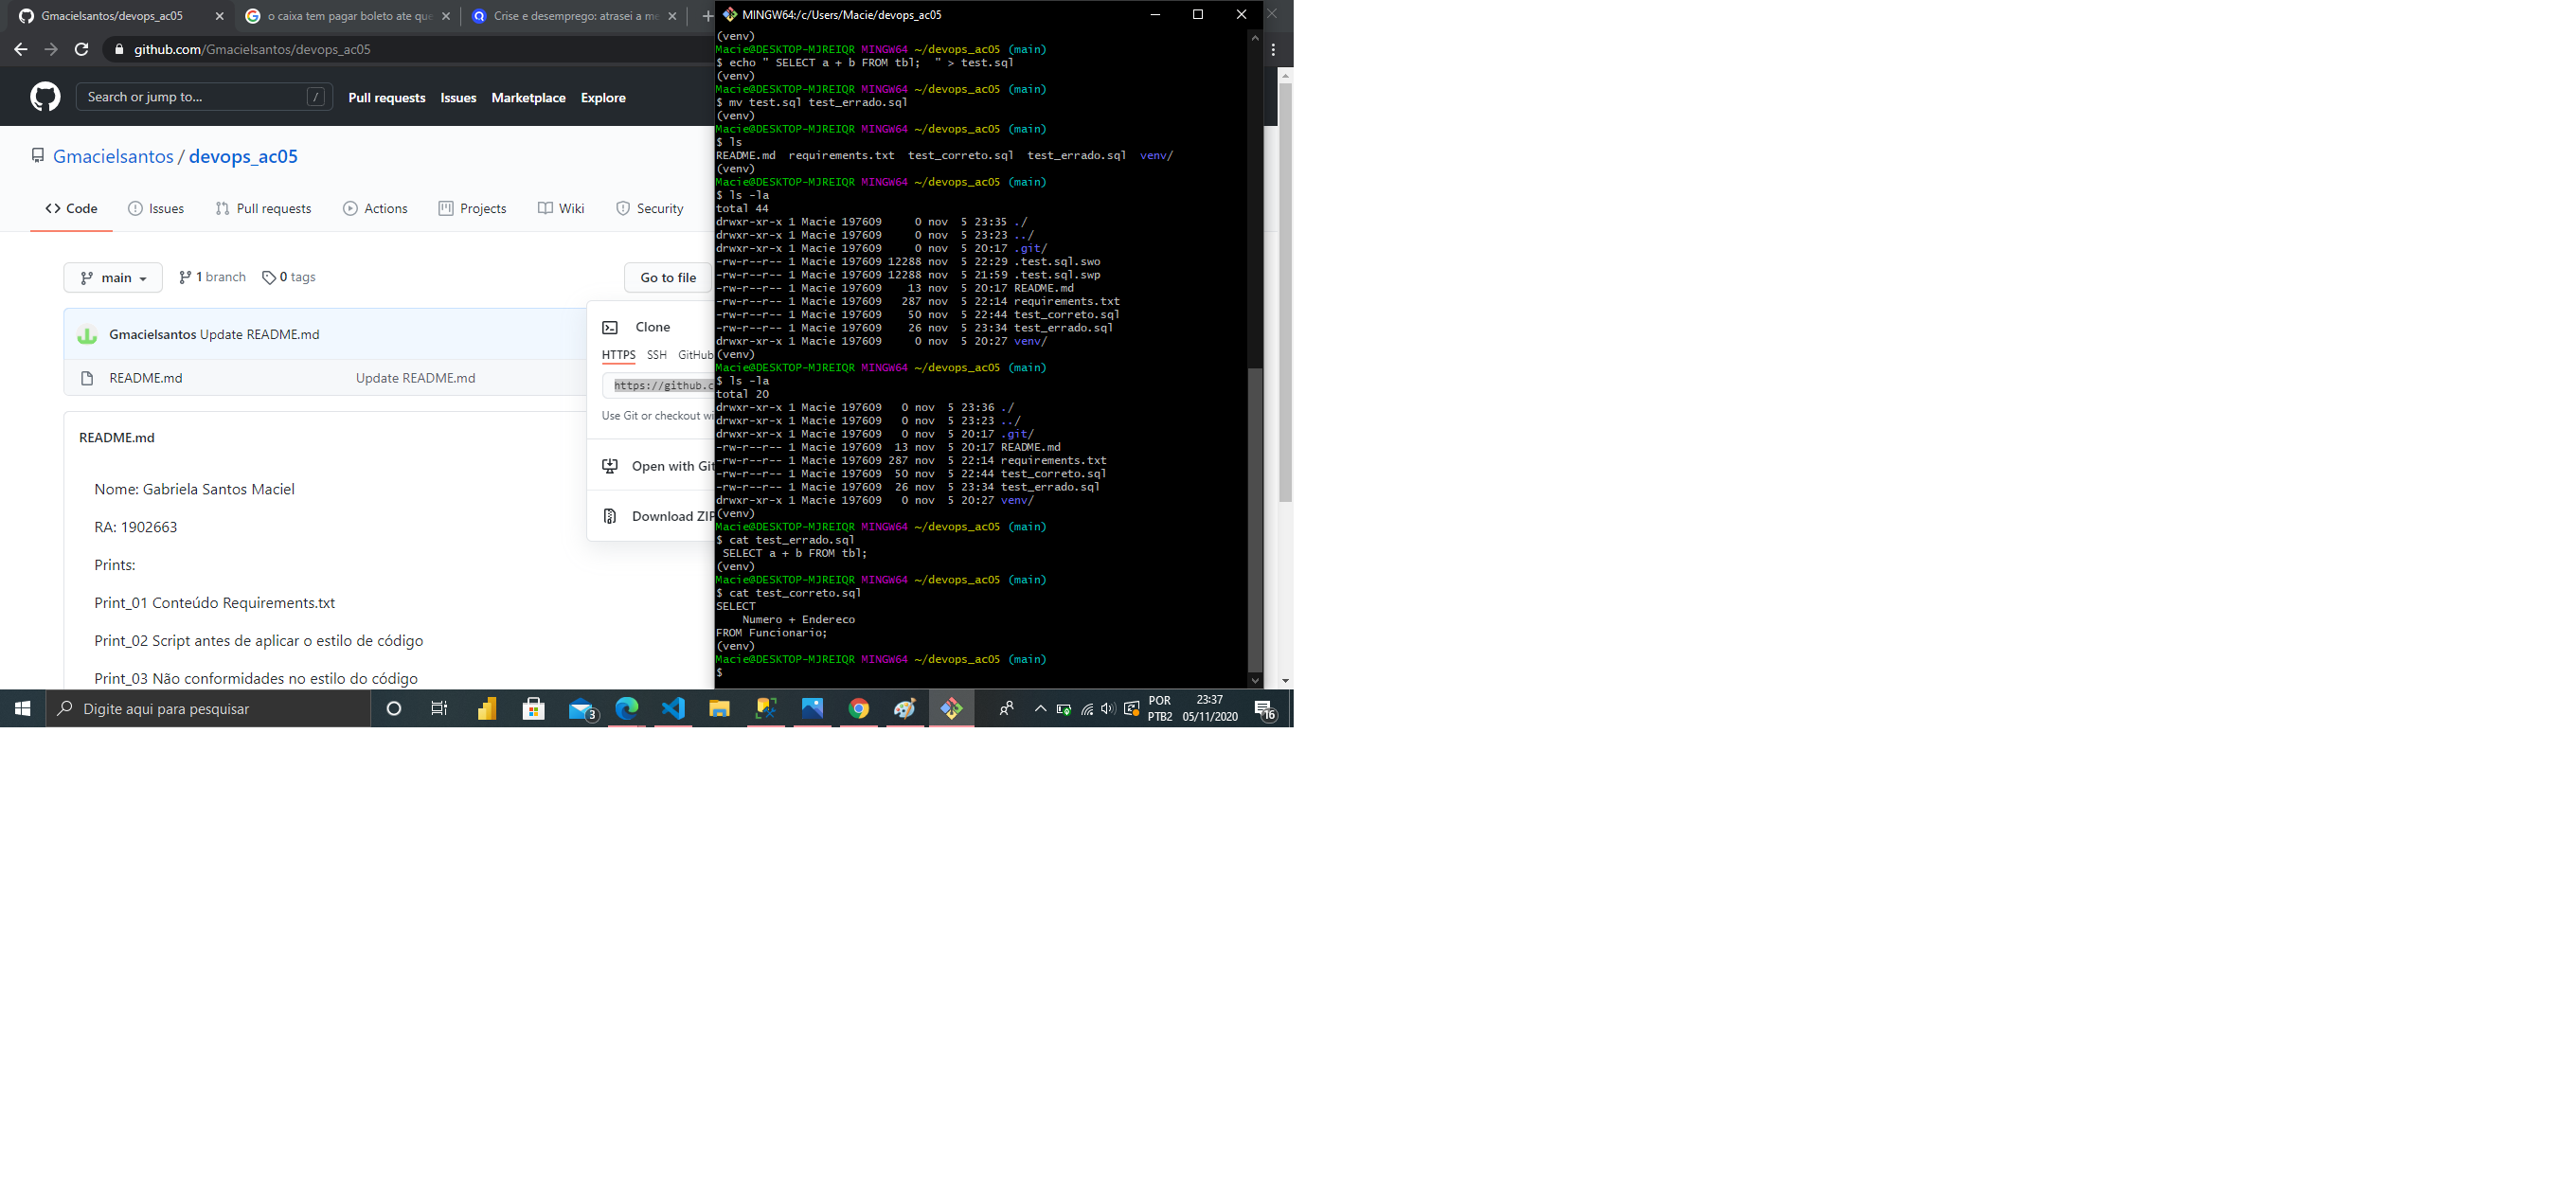 Gmacielsantos/devops_ac05
o caixa tem pagar boleto ate que
Crise e desemprego: atrasei a me
github.com/Gmacielsantos/devops_ac05
Search or jump to... /
Pull requests Issues Marketplace Explore
Gmacielsantos / devops_ac05
<> Code Issues Pull requests Actions Projects Wiki Security
main 1 branch 0 tags Go to file
Gmacielsantos Update README.md
README.md Update README.md
Clone
HTTPS SSH GitHub
https://github.c
Use Git or checkout wi
Open with Git
Download ZIP
README.md
Nome: Gabriela Santos Maciel
RA: 1902663
Prints:
Print_01 Conteúdo Requirements.txt
Print_02 Script antes de aplicar o estilo de código
Print_03 Não conformidades no estilo do código
MINGW64:/c/Users/Macie/devops_ac05
(venv)
Macie@DESKTOP-MJREIQR MINGW64 ~/devops_ac05 (main)
$ echo " SELECT a + b FROM tbl;  " > test.sql
(venv)
Macie@DESKTOP-MJREIQR MINGW64 ~/devops_ac05 (main)
$ mv test.sql test_errado.sql
(venv)
Macie@DESKTOP-MJREIQR MINGW64 ~/devops_ac05 (main)
$ ls
README.md  requirements.txt  test_correto.sql  test_errado.sql  venv/
(venv)
Macie@DESKTOP-MJREIQR MINGW64 ~/devops_ac05 (main)
$ ls -la
total 44
drwxr-xr-x 1 Macie 197609     0 nov  5 23:35 ./
drwxr-xr-x 1 Macie 197609     0 nov  5 23:23 ../
drwxr-xr-x 1 Macie 197609     0 nov  5 20:17 .git/
-rw-r--r-- 1 Macie 197609 12288 nov  5 22:29 .test.sql.swo
-rw-r--r-- 1 Macie 197609 12288 nov  5 21:59 .test.sql.swp
-rw-r--r-- 1 Macie 197609    13 nov  5 20:17 README.md
-rw-r--r-- 1 Macie 197609   287 nov  5 22:14 requirements.txt
-rw-r--r-- 1 Macie 197609    50 nov  5 22:44 test_correto.sql
-rw-r--r-- 1 Macie 197609    26 nov  5 23:34 test_errado.sql
drwxr-xr-x 1 Macie 197609     0 nov  5 20:27 venv/
(venv)
Macie@DESKTOP-MJREIQR MINGW64 ~/devops_ac05 (main)
$ ls -la
total 20
drwxr-xr-x 1 Macie 197609   0 nov  5 23:36 ./
drwxr-xr-x 1 Macie 197609   0 nov  5 23:23 ../
drwxr-xr-x 1 Macie 197609   0 nov  5 20:17 .git/
-rw-r--r-- 1 Macie 197609  13 nov  5 20:17 README.md
-rw-r--r-- 1 Macie 197609 287 nov  5 22:14 requirements.txt
-rw-r--r-- 1 Macie 197609  50 nov  5 22:44 test_correto.sql
-rw-r--r-- 1 Macie 197609  26 nov  5 23:34 test_errado.sql
drwxr-xr-x 1 Macie 197609   0 nov  5 20:27 venv/
(venv)
Macie@DESKTOP-MJREIQR MINGW64 ~/devops_ac05 (main)
$ cat test_errado.sql
 SELECT a + b FROM tbl;
(venv)
Macie@DESKTOP-MJREIQR MINGW64 ~/devops_ac05 (main)
$ cat test_correto.sql
SELECT
    Numero + Endereco
FROM Funcionario;
(venv)
Macie@DESKTOP-MJREIQR MINGW64 ~/devops_ac05 (main)
$
Digite aqui para pesquisar
3
POR
PTB2
23:37
05/11/2020
16